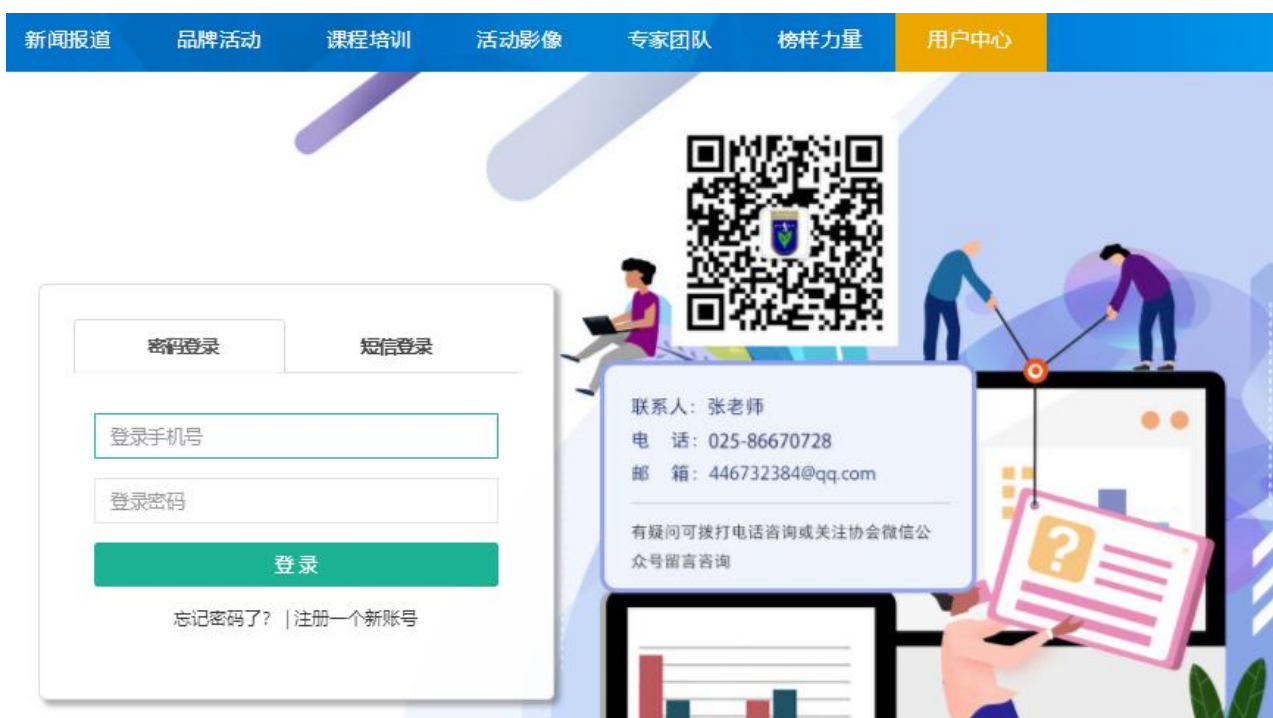 新闻报道 品牌活动 课程培训 活动影像 专家团队 榜样力量 用户中心
密码登录 短信登录
登录手机号
登录密码
登录
忘记密码了? | 注册一个新账号
联系人：张老师
电 话：025-86670728
邮 箱：446732384@qq.com
有疑问可拨打电话咨询或关注协会微信公
众号留言咨询
?